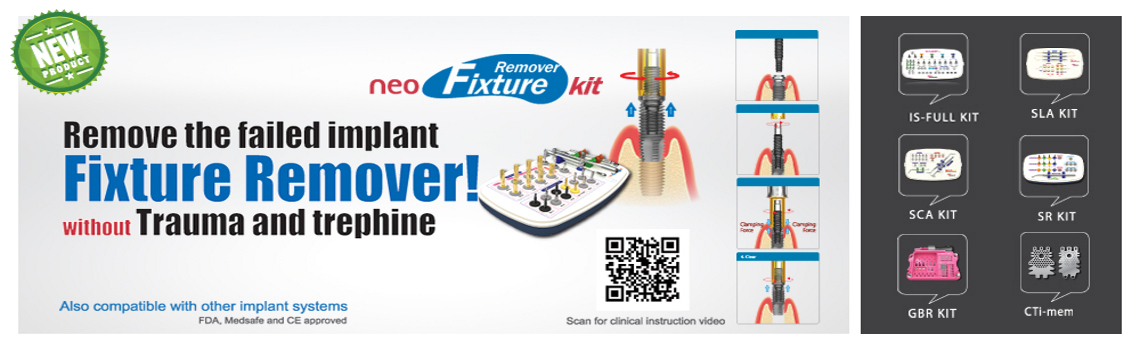 NEW
PRODUCT
neo Fixture Remover kit
Remove the failed implant
Fixture Remover!
without Trauma and trephine
Also compatible with other implant systems
FDA, Medsafe and CE approved
Scan for clinical instruction video
Clamping Force
Clamping Force
IS-FULL KIT
SLA KIT
SCA KIT
SR KIT
GBR KIT
CTi-mem